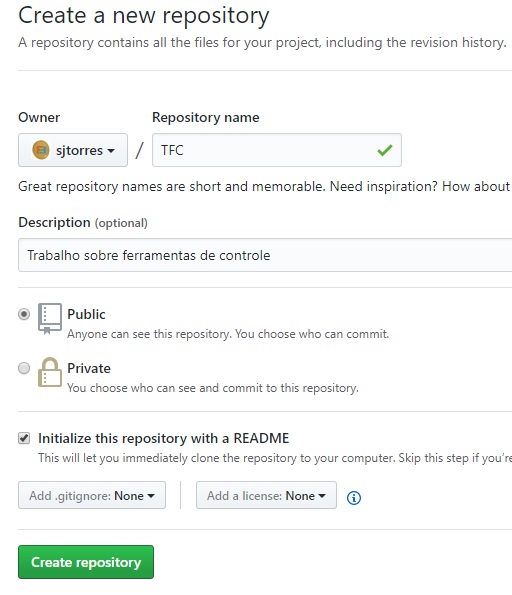 Create a new repository
A repository contains all the files for your project, including the revision history.
Owner
Repository name
sjtorres / TFC
Great repository names are short and memorable. Need inspiration? How about
Description (optional)
Trabalho sobre ferramentas de controle
Public
Anyone can see this repository. You choose who can commit.
Private
You choose who can see and commit to this repository.
Initialize this repository with a README
This will let you immediately clone the repository to your computer. Skip this step if you're
Add .gitignore: None
Add a license: None
Create repository